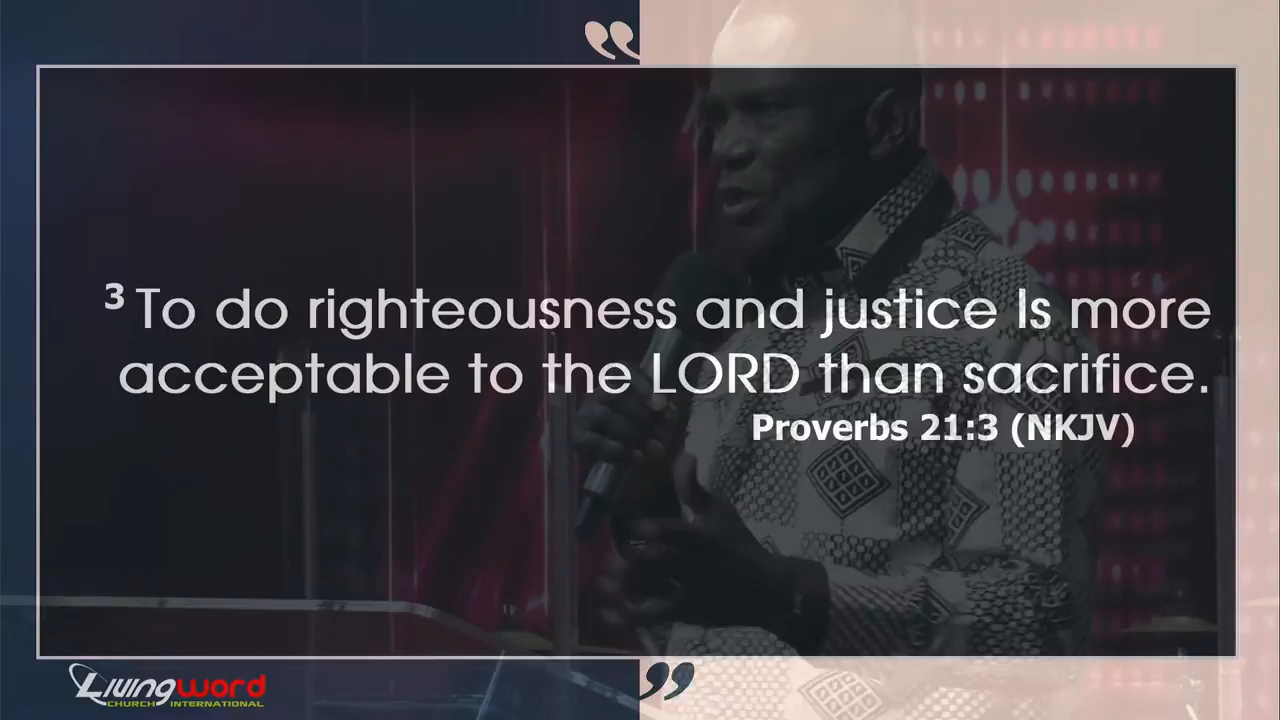 3 To do righteousness and justice Is more
acceptable to the LORD than sacrifice.
Proverbs 21:3 (NKJV)
Livingword
CHURCH INTERNATIONAL